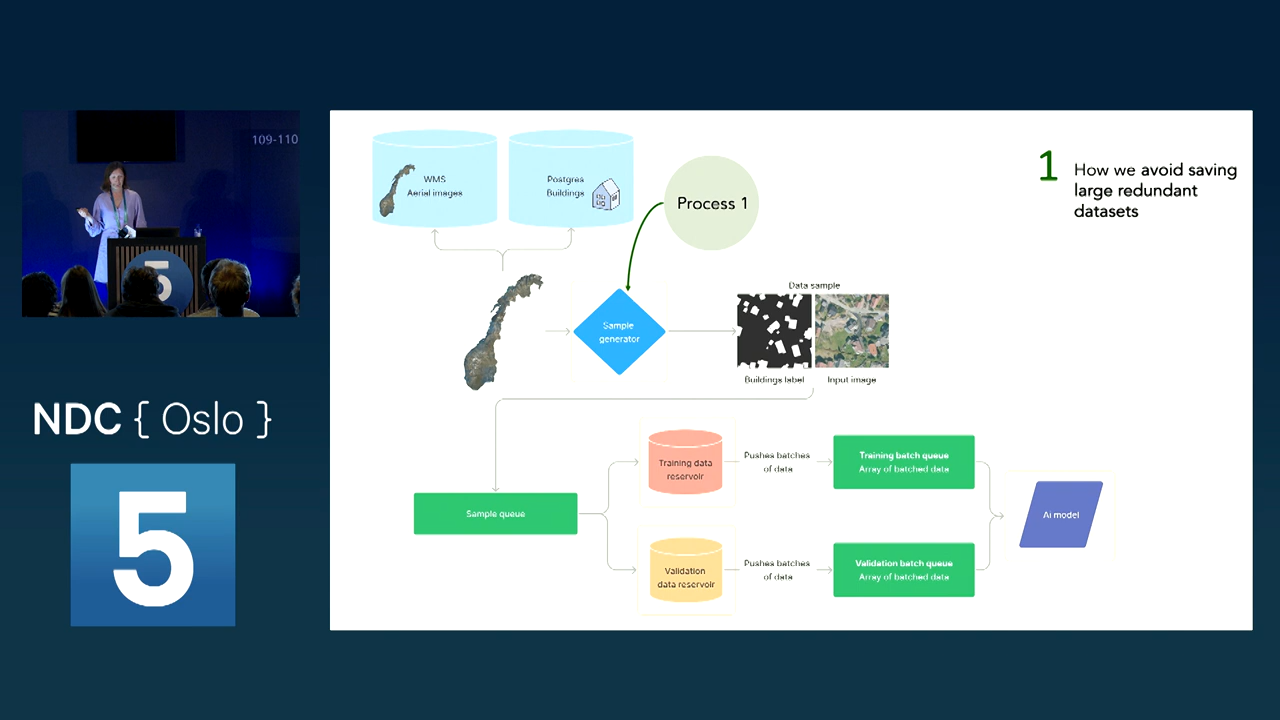 109-110
NDC { Oslo }
5
5
WMS
Aerial images
Postgres
Buildings
Process 1
1
How we avoid saving
large redundant
datasets
Sample
generator
Data sample
Buildings label
Input image
Sample queue
Training data
reservoir
Pushes batches
of data
Training batch queue
Array of batched data
Ai model
Validation
data reservoir
Pushes batches
of data
Validation batch queue
Array of batched data